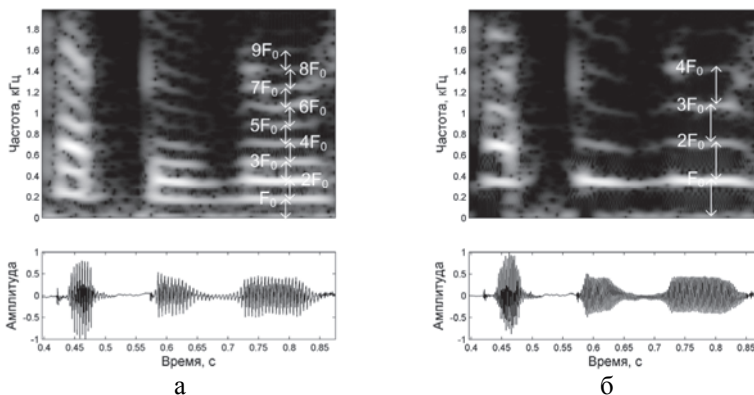 Частота, кГц
1.8
1.6
1.4
1.2
1
0.8
0.6
0.4
0.2
0
9F₀
8F₀
7F₀
6F₀
5F₀
4F₀
3F₀
2F₀
F₀
Амплитуда
1
0.5
0
-0.5
-1
0.4 0.45 0.5 0.55 0.6 0.65 0.7 0.75 0.8 0.85
Время, с
а
Частота, кГц
1.8
1.6
1.4
1.2
1
0.8
0.6
0.4
0.2
0
4F₀
3F₀
2F₀
F₀
Амплитуда
1
0.5
0
-0.5
-1
0.4 0.45 0.5 0.55 0.6 0.65 0.7 0.75 0.8 0.85
Время, с
б